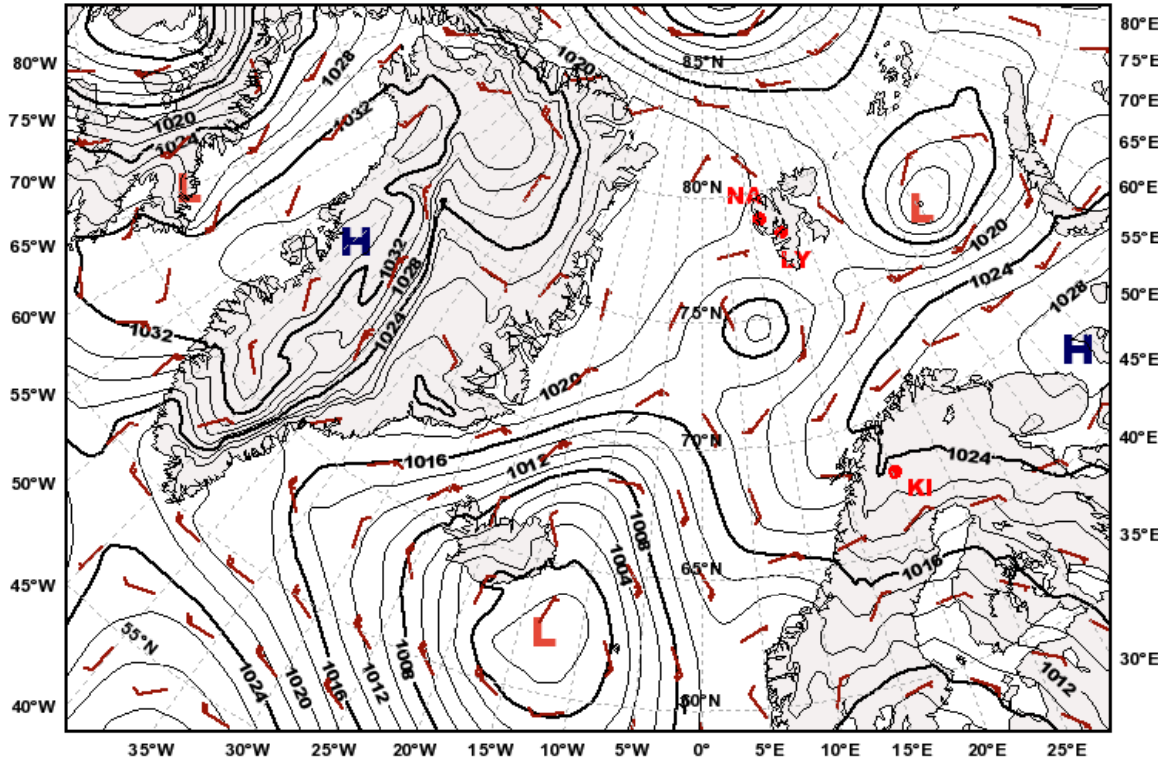 80°W
75°W
70°W
65°W
60°W
55°W
50°W
45°W
40°W
80°E
75°E
70°E
65°E
60°E
55°E
50°E
45°E
40°E
35°E
30°E
1028
1020
85°N
1020
1032
1024
L
80°N
NA
L
H
1032
LY
1020
1028
1024
1028
75°N
1032
1024
H
1020
70°N
1016
1012
1024
KI
1008
1004
65°N
1016
55°N
L
1024
1020
1016
1012
1008
60°N
1012
35°W 30°W 25°W 20°W 15°W 10°W 5°W 0° 5°E 10°E 15°E 20°E 25°E